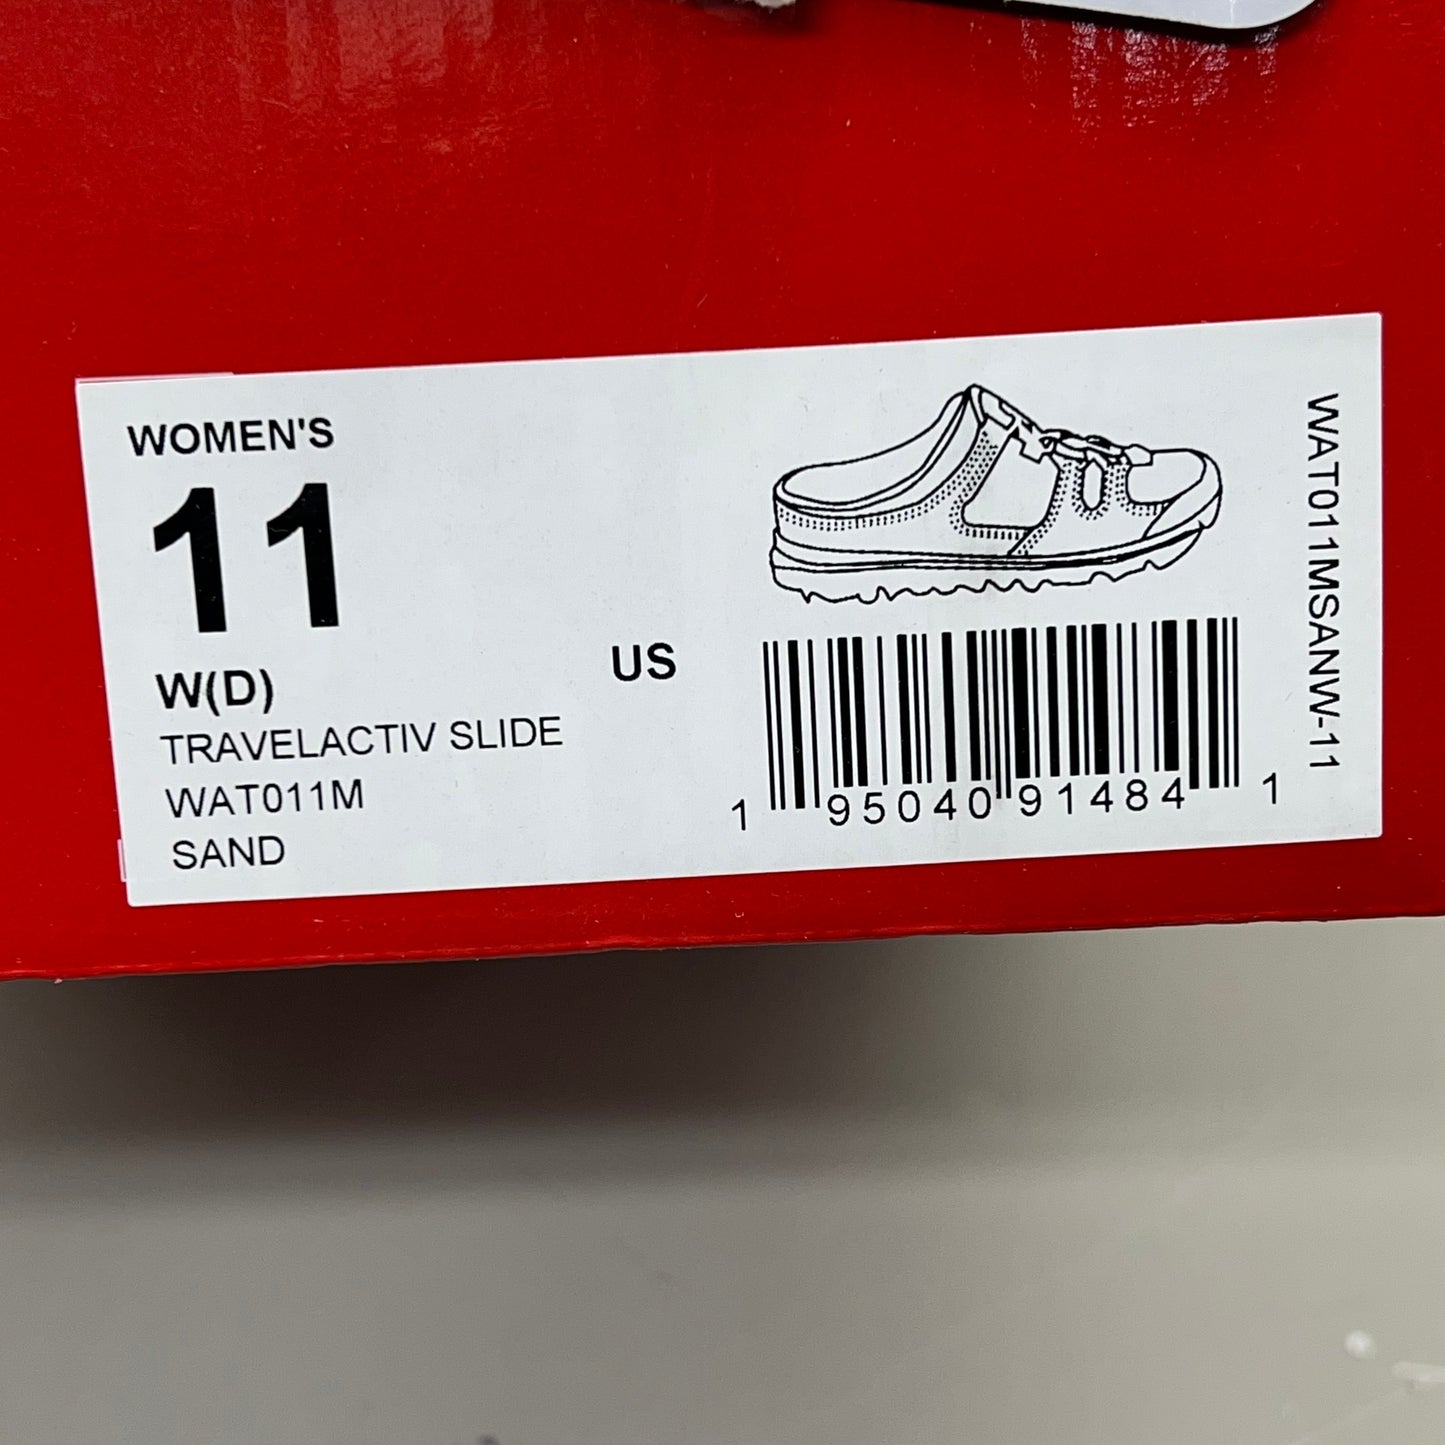 WOMEN'S
11
W(D)
US
TRAVELACTIV SLIDE
WAT011M
SAND
1 95040 91484 1
WAT011MSANW-11